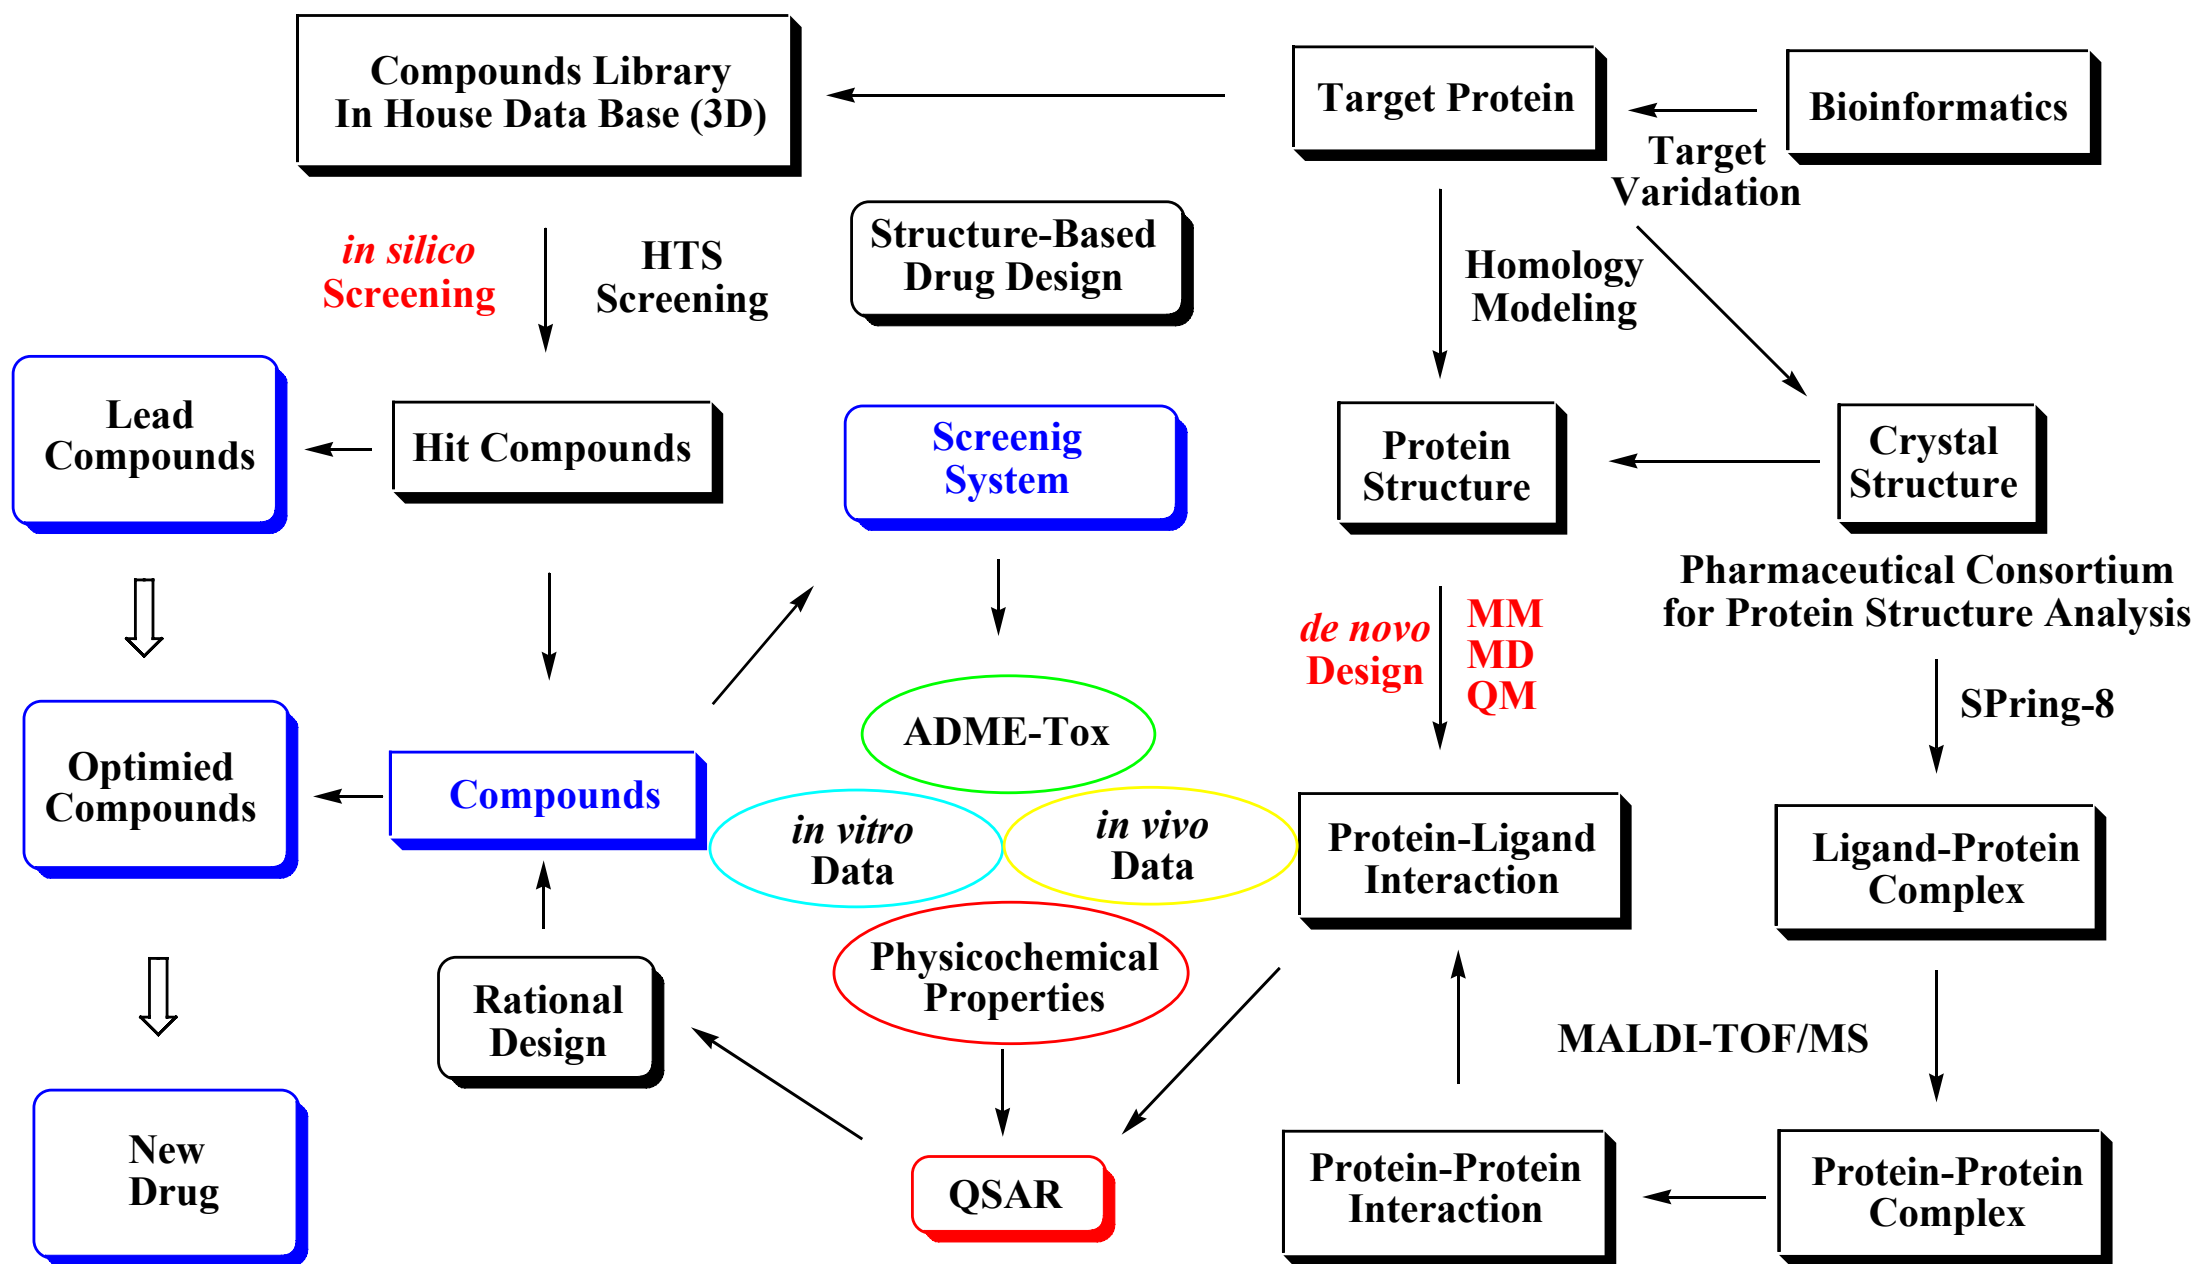 Compounds Library
In House Data Base (3D)
Target Protein
Bioinformatics
Target
Varidation
in silico
Screening
HTS
Screening
Structure-Based
Drug Design
Homology
Modeling
Lead
Compounds
Hit Compounds
Screenig
System
Protein
Structure
Crystal
Structure
Pharmaceutical Consortium
for Protein Structure Analysis
de novo
Design
MM
MD
QM
SPring-8
ADME-Tox
Optimied
Compounds
Compounds
in vitro
Data
in vivo
Data
Protein-Ligand
Interaction
Ligand-Protein
Complex
Physicochemical
Properties
Rational
Design
MALDI-TOF/MS
New
Drug
QSAR
Protein-Protein
Interaction
Protein-Protein
Complex